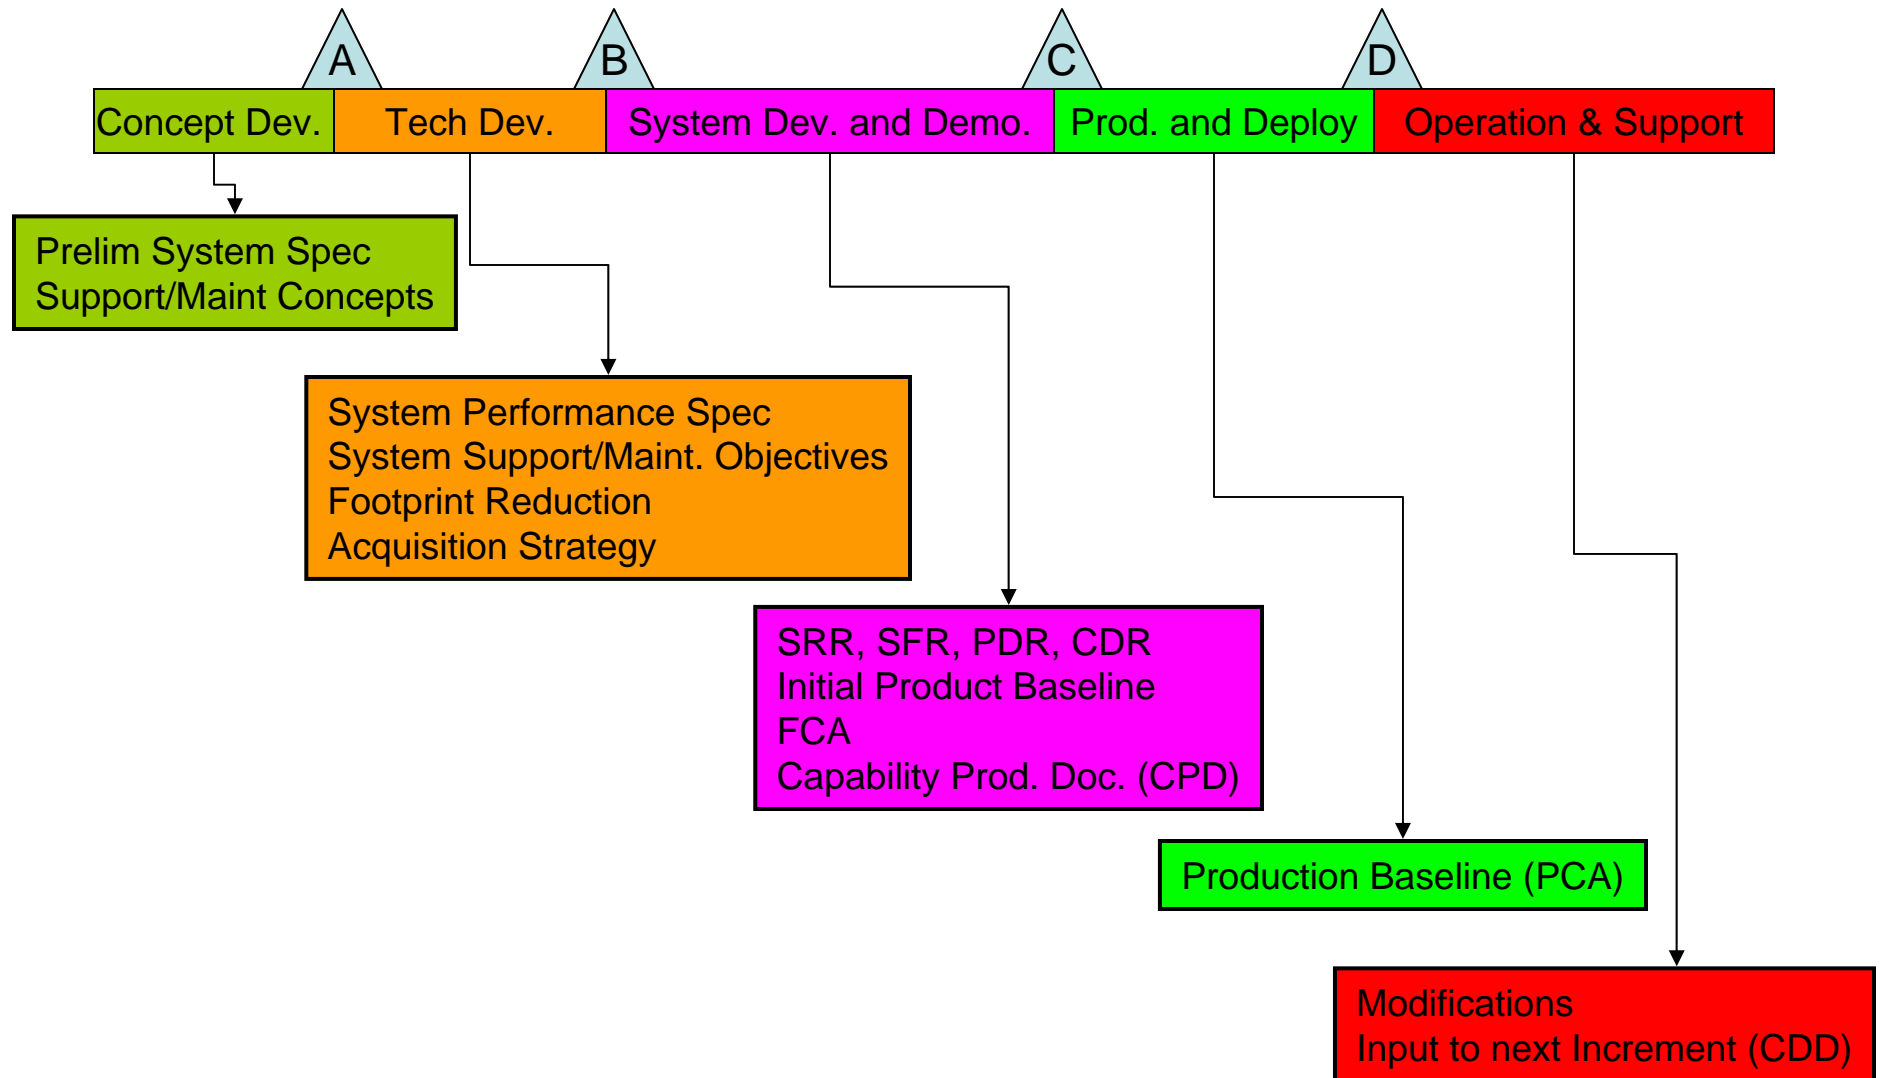 A
B
C
D
Concept Dev.
Tech Dev.
System Dev. and Demo.
Prod. and Deploy
Operation & Support
Prelim System Spec
Support/Maint Concepts
System Performance Spec
System Support/Maint. Objectives
Footprint Reduction
Acquisition Strategy
SRR, SFR, PDR, CDR
Initial Product Baseline
FCA
Capability Prod. Doc. (CPD)
Production Baseline (PCA)
Modifications
Input to next Increment (CDD)